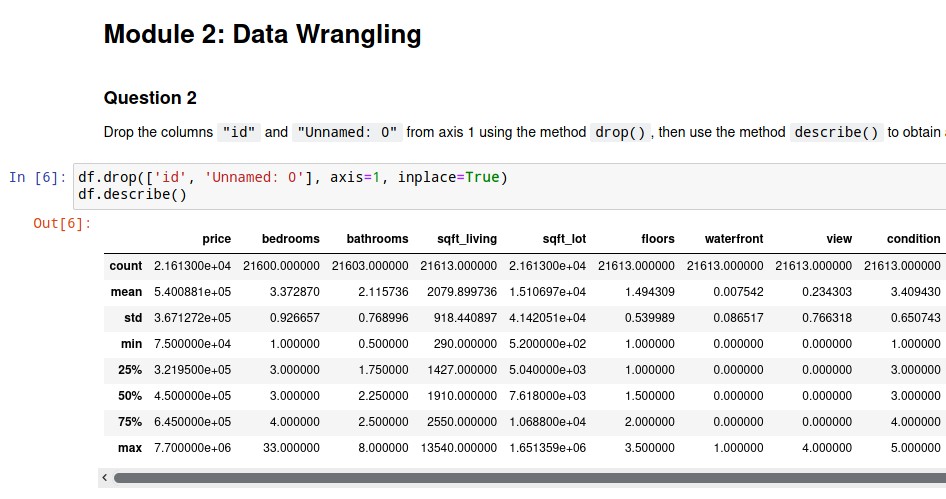 Module 2: Data Wrangling
Question 2
Drop the columns "id" and "Unnamed: 0" from axis 1 using the method drop(), then use the method describe() to obtain
In [6]: df.drop(['id', 'Unnamed: 0'], axis=1, inplace=True)
df.describe()
Out[6]:
price bedrooms bathrooms sqft_living sqft_lot floors waterfront view condition
count 2.161300e+04 21600.000000 21603.000000 21613.000000 2.161300e+04 21613.000000 21613.000000 21613.000000 21613.000000
mean 5.400881e+05 3.372870 2.115736 2079.899736 1.510697e+04 1.494309 0.007542 0.234303 3.409430
std 3.671272e+05 0.926657 0.768996 918.440897 4.142051e+04 0.539989 0.086517 0.766318 0.650743
min 7.500000e+04 1.000000 0.500000 290.000000 5.200000e+02 1.000000 0.000000 0.000000 1.000000
25% 3.219500e+05 3.000000 1.750000 1427.000000 5.040000e+03 1.000000 0.000000 0.000000 3.000000
50% 4.500000e+05 3.000000 2.250000 1910.000000 7.618000e+03 1.500000 0.000000 0.000000 3.000000
75% 6.450000e+05 4.000000 2.500000 2550.000000 1.068800e+04 2.000000 0.000000 0.000000 4.000000
max 7.700000e+06 33.000000 8.000000 13540.000000 1.651359e+06 3.500000 1.000000 4.000000 5.000000